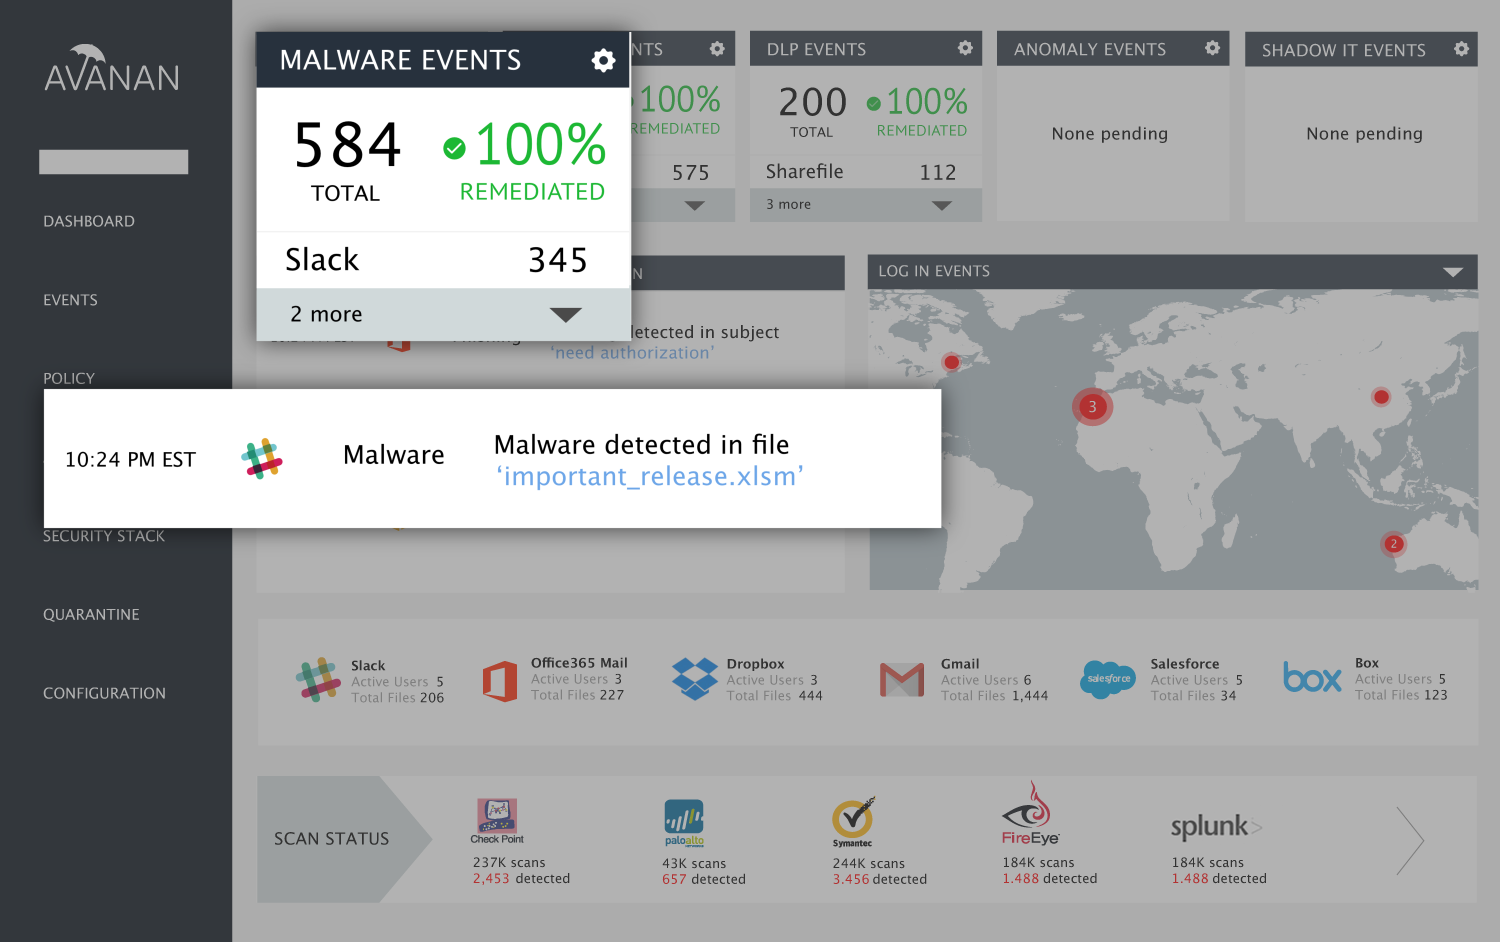 AVANAN
DASHBOARD
EVENTS
POLICY
SECURITY STACK
QUARANTINE
CONFIGURATION
MALWARE EVENTS
584
TOTAL
100%
REMEDIATED
Slack 345
2 more
NTS
100%
REMEDIATED
575
DLP EVENTS
200
TOTAL
100%
REMEDIATED
Sharefile 112
3 more
ANOMALY EVENTS
None pending
SHADOW IT EVENTS
None pending
N
etected in subject
‘need authorization’
10:24 PM EST
Malware
Malware detected in file
‘important_release.xlsm’
LOG IN EVENTS
3
2
Slack
Active Users 5
Total Files 206
Office365 Mail
Active Users 3
Total Files 227
Dropbox
Active Users 3
Total Files 444
Gmail
Active Users 6
Total Files 1,444
salesforce
Salesforce
Active Users 5
Total Files 34
box
Box
Active Users 5
Total Files 123
SCAN STATUS
Check Point
237K scans
2,453 detected
paloalto
43K scans
657 detected
Symantec
244K scans
3.456 detected
FireEye
184K scans
1.488 detected
splunk>
184K scans
1.488 detected